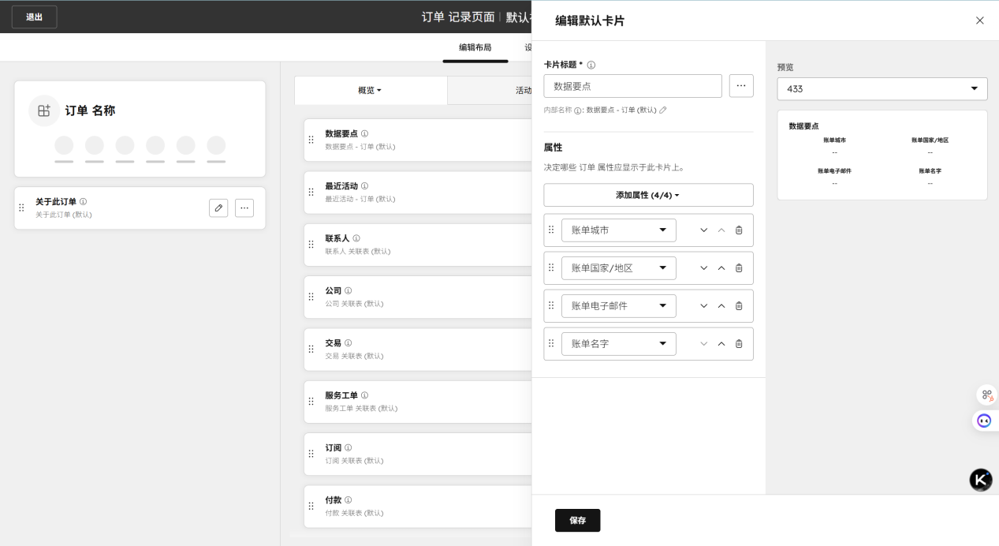 退出
订单 记录页面 | 默认
编辑布局
订单 名称
关于此订单
关于此订单 (默认)
概览
活动
数据要点
数据要点 - 订单 (默认)
最近活动
最近活动 - 订单 (默认)
联系人
联系人 关联表 (默认)
公司
公司 关联表 (默认)
交易
交易 关联表 (默认)
服务工单
服务工单 关联表 (默认)
订阅
订阅 关联表 (默认)
付款
付款 关联表 (默认)
编辑默认卡片
卡片标题 *
数据要点
内部名称 : 数据要点 - 订单 (默认)
属性
决定哪些 订单 属性应显示于此卡片上。
添加属性 (4/4)
账单城市
账单国家/地区
账单电子邮件
账单名字
保存
预览
433
数据要点
账单城市 账单国家/地区
-- --
账单电子邮件 账单名字
-- --
K